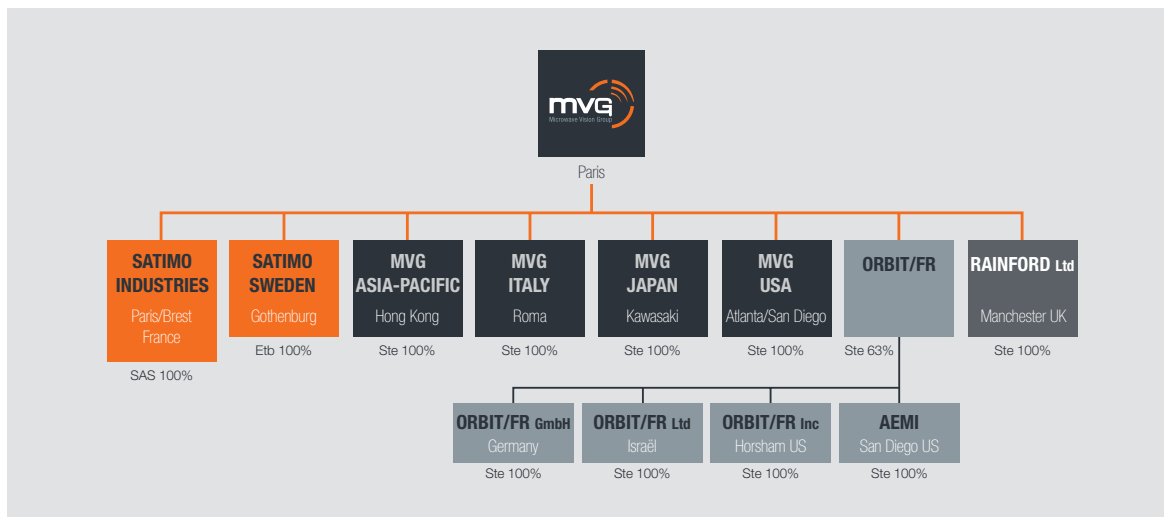 mvg
Microwave Vision Group
Paris
SATIMO
INDUSTRIES
Paris/Brest
France
SAS 100%
SATIMO
SWEDEN
Gothenburg
Etb 100%
MVG
ASIA-PACIFIC
Hong Kong
Ste 100%
MVG
ITALY
Roma
Ste 100%
MVG
JAPAN
Kawasaki
Ste 100%
MVG
USA
Atlanta/San Diego
Ste 100%
ORBIT/FR
Ste 63%
RAINFORD Ltd
Manchester UK
Ste 100%
ORBIT/FR GmbH
Germany
Ste 100%
ORBIT/FR Ltd
Israël
Ste 100%
ORBIT/FR Inc
Horsham US
Ste 100%
AEMI
San Diego US
Ste 100%